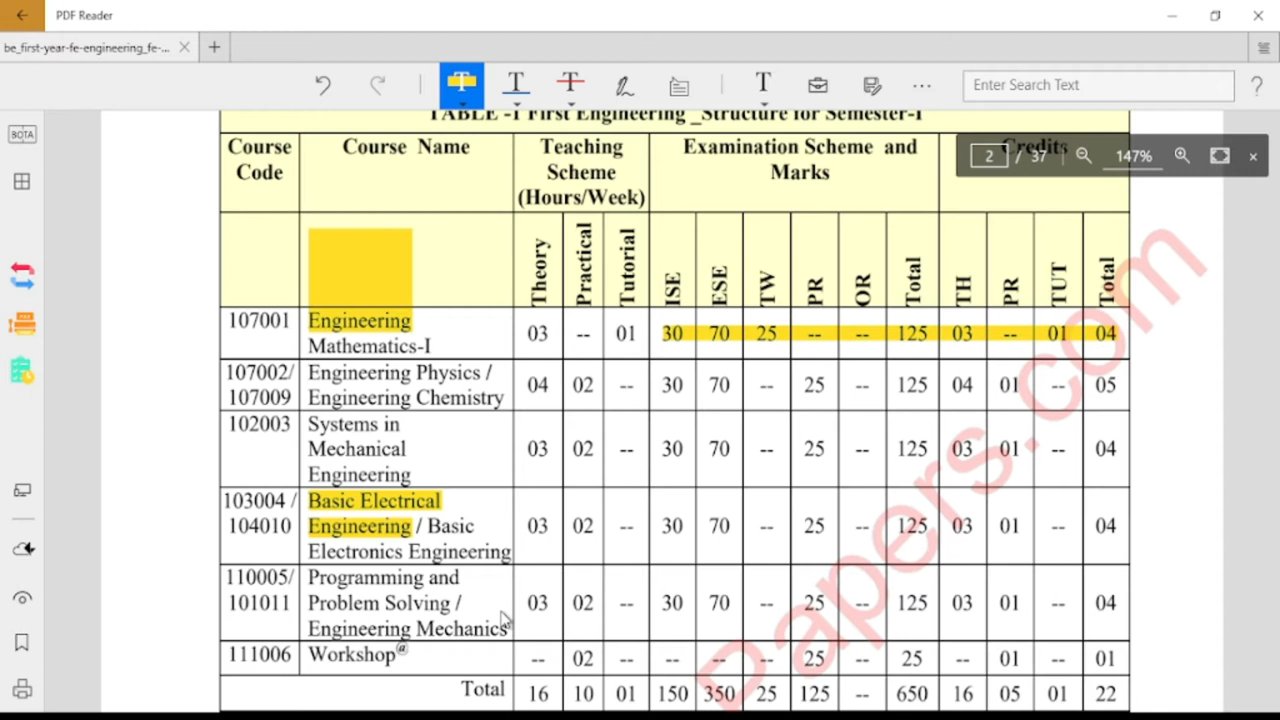 PDF Reader
be_first-year-fe-engineering_fe-...
Enter Search Text
BOTA
TABLE -I First Engineering _Structure for Semester-I
2 / 37 147%
Course Code Course Name Teaching Scheme (Hours/Week) Examination Scheme and Marks Credits
Theory Practical Tutorial ISE ESE TW PR OR Total TH PR TUT Total
107001 Engineering Mathematics-I 03 -- 01 30 70 25 -- -- 125 03 -- 01 04
107002/ 107009 Engineering Physics / Engineering Chemistry 04 02 -- 30 70 -- 25 -- 125 04 01 -- 05
102003 Systems in Mechanical Engineering 03 02 -- 30 70 -- 25 -- 125 03 01 -- 04
103004 / 104010 Basic Electrical Engineering / Basic Electronics Engineering 03 02 -- 30 70 -- 25 -- 125 03 01 -- 04
110005/ 101011 Programming and Problem Solving / Engineering Mechanics 03 02 -- 30 70 -- 25 -- 125 03 01 -- 04
111006 Workshop@ -- 02 -- -- -- -- 25 -- 25 -- 01 -- 01
Total 16 10 01 150 350 25 125 -- 650 16 05 01 22
Papers.com